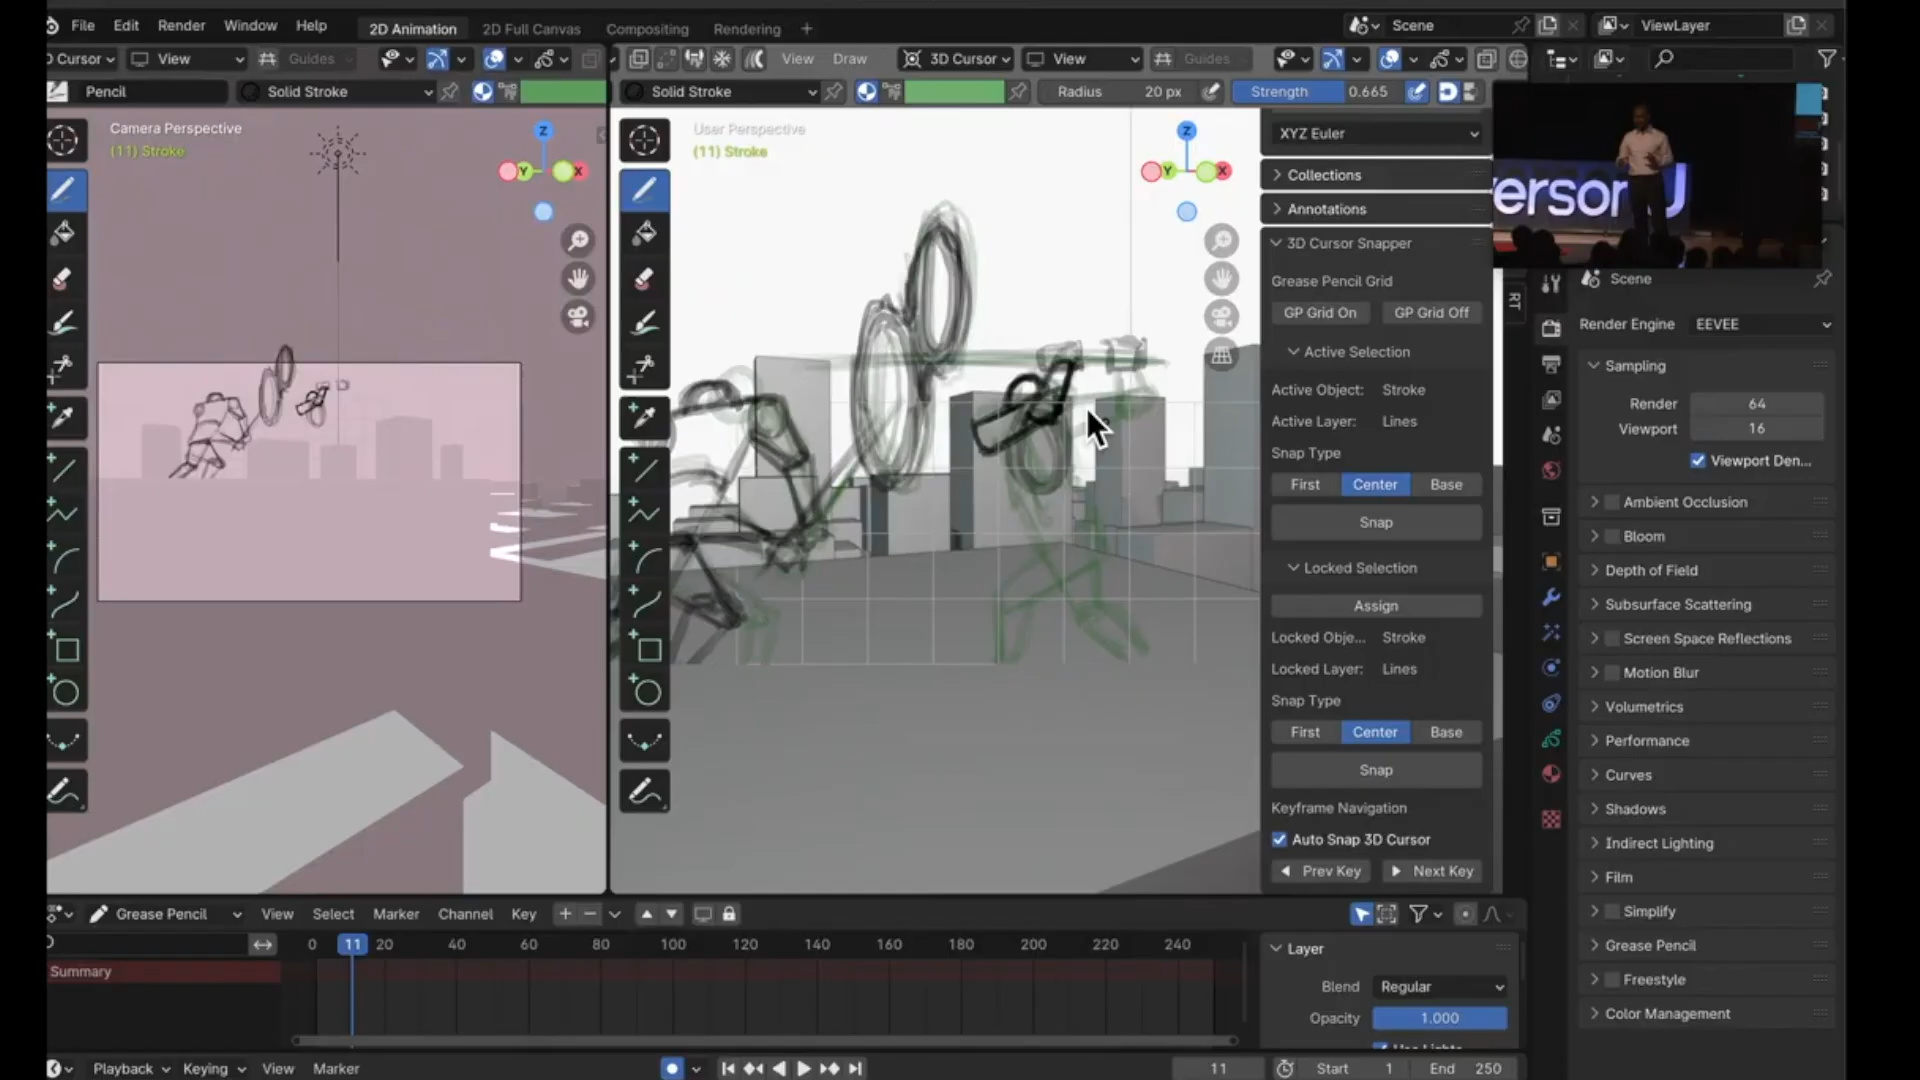 File Edit Render Window Help 2D Animation 2D Full Canvas Compositing Rendering + Scene ViewLayer
Cursor View Guides View Draw 3D Cursor View Guides
Pencil Solid Stroke Solid Stroke Radius 20 px Strength 0.665
Camera Perspective
(11) Stroke
Z
Y
X
User Perspective
(11) Stroke
Z
Y
X
XYZ Euler
Collections
Annotations
3D Cursor Snapper
Grease Pencil Grid
GP Grid On GP Grid Off
Active Selection
Active Object: Stroke
Active Layer: Lines
Snap Type
First Center Base
Snap
Locked Selection
Assign
Locked Obje... Stroke
Locked Layer: Lines
Snap Type
First Center Base
Snap
Keyframe Navigation
Auto Snap 3D Cursor
Prev Key Next Key
RT
Scene
Render Engine EEVEE
Sampling
Render 64
Viewport 16
Viewport Den...
Ambient Occlusion
Bloom
Depth of Field
Subsurface Scattering
Screen Space Reflections
Motion Blur
Volumetrics
Performance
Curves
Shadows
Indirect Lighting
Film
Simplify
Grease Pencil
Freestyle
Color Management
Grease Pencil View Select Marker Channel Key
0 11 20 40 60 80 100 120 140 160 180 200 220 240
Summary
Layer
Blend Regular
Opacity 1.000
Playback Keying View Marker 11 Start 1 End 250